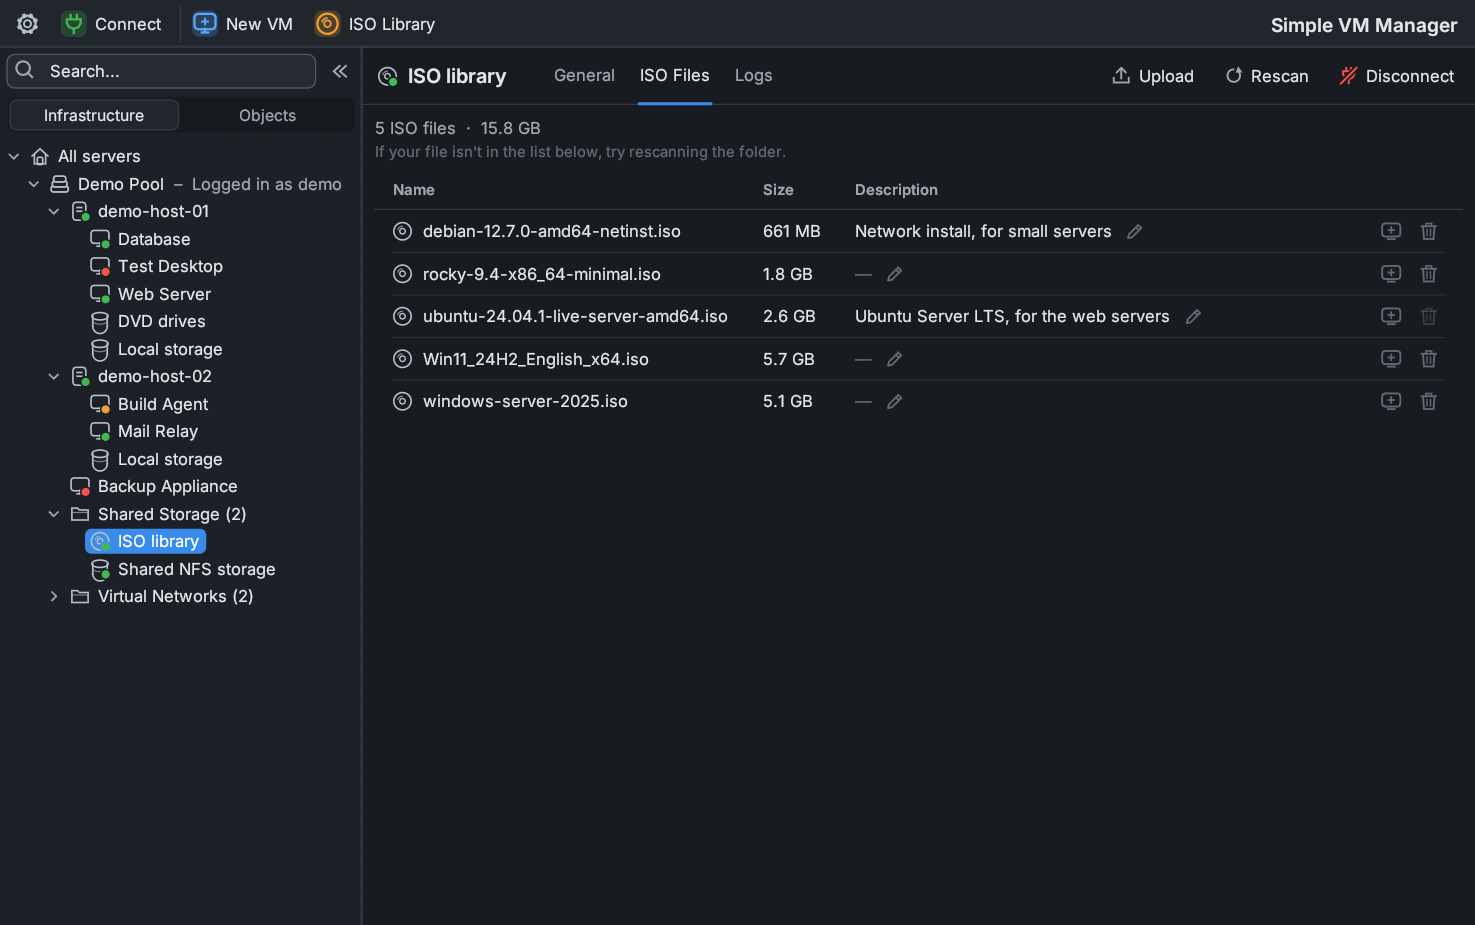 Connect
New VM
ISO Library
Simple VM Manager
Search...
Infrastructure
Objects
All servers
Demo Pool – Logged in as demo
demo-host-01
Database
Test Desktop
Web Server
DVD drives
Local storage
demo-host-02
Build Agent
Mail Relay
Local storage
Backup Appliance
Shared Storage (2)
ISO library
Shared NFS storage
Virtual Networks (2)
ISO library
General
ISO Files
Logs
Upload
Rescan
Disconnect
5 ISO files · 15.8 GB
If your file isn't in the list below, try rescanning the folder.
Name Size Description
debian-12.7.0-amd64-netinst.iso 661 MB Network install, for small servers
rocky-9.4-x86_64-minimal.iso 1.8 GB —
ubuntu-24.04.1-live-server-amd64.iso 2.6 GB Ubuntu Server LTS, for the web servers
Win11_24H2_English_x64.iso 5.7 GB —
windows-server-2025.iso 5.1 GB —